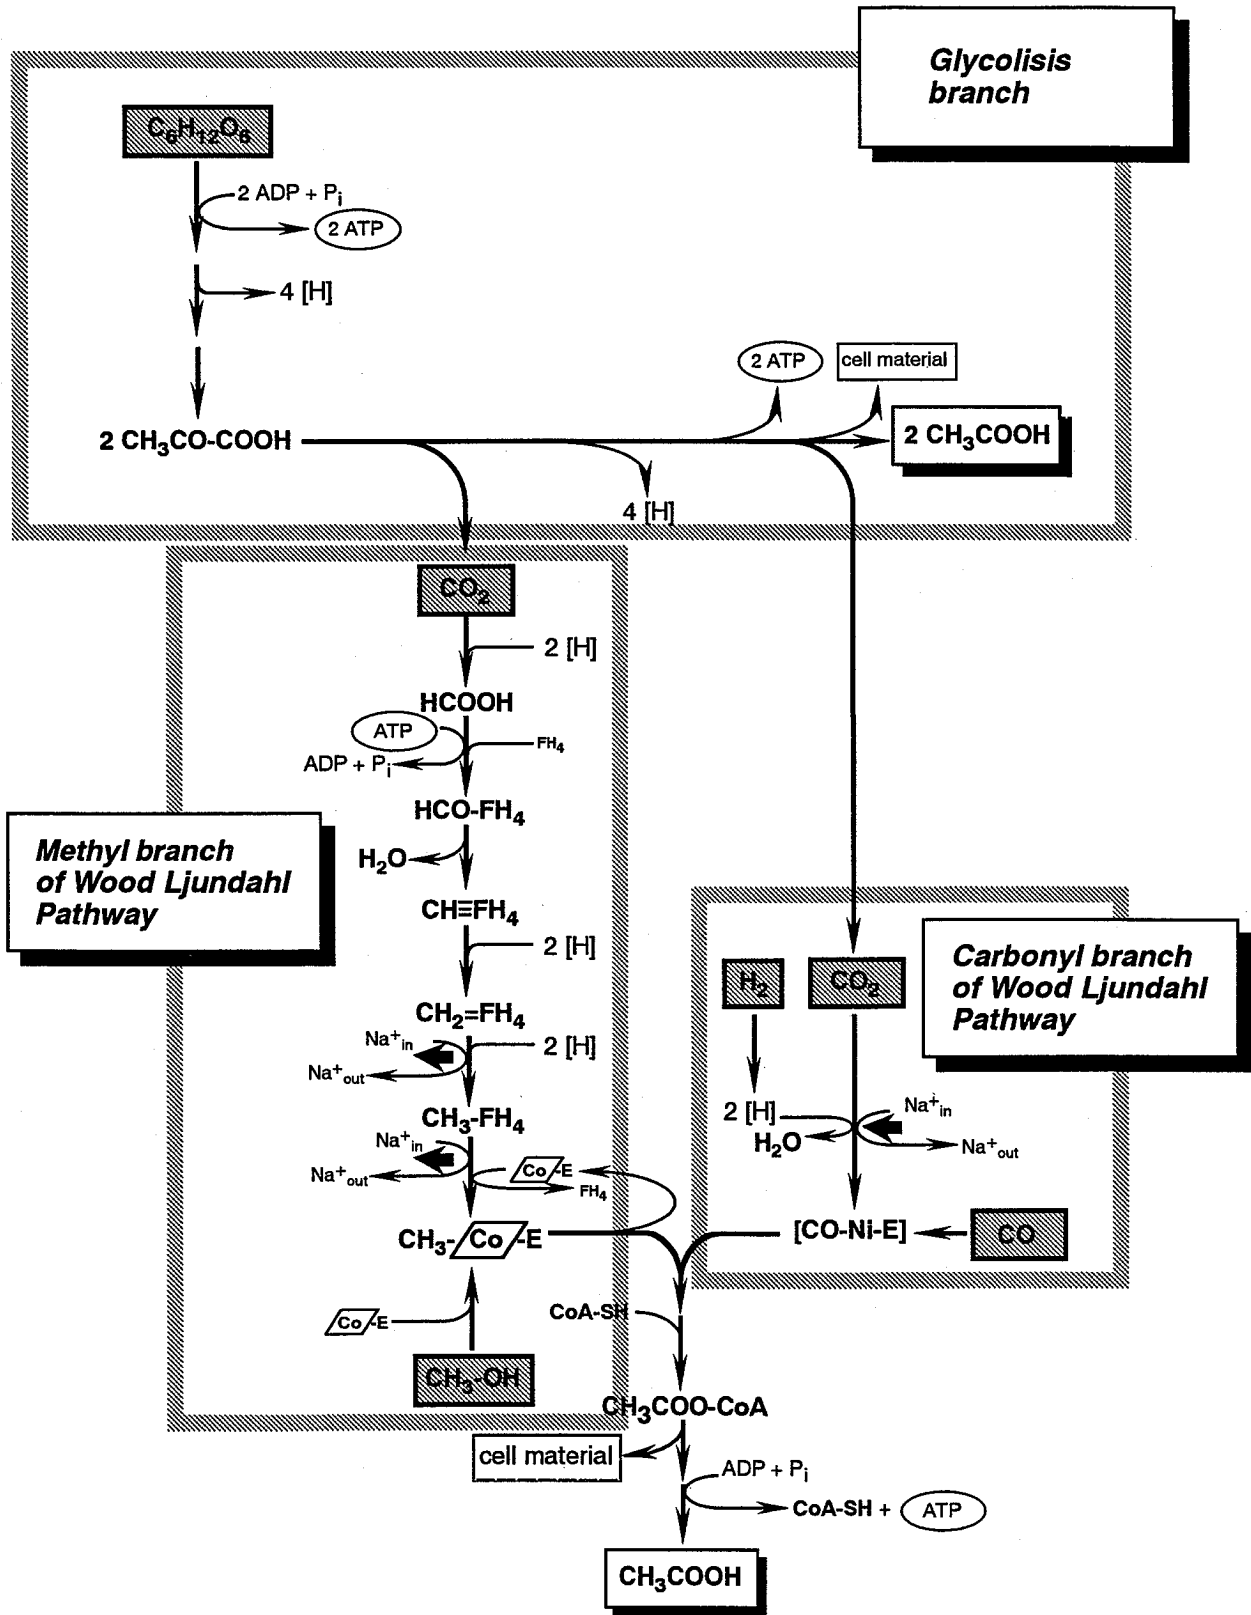 Glycolisis
branch
C₆H₁₂O₆
2 ADP + Pᵢ
2 ATP
4 [H]
2 ATP
cell material
2 CH₃CO-COOH
2 CH₃COOH
4 [H]
CO₂
2 [H]
HCOOH
ATP
FH₄
ADP + Pᵢ
HCO-FH₄
Methyl branch
of Wood Ljundahl
Pathway
H₂O
CH≡FH₄
2 [H]
Carbonyl branch
of Wood Ljundahl
Pathway
H₂
CO₂
CH₂=FH₄
Na⁺in
2 [H]
Na⁺out
CH₃-FH₄
2 [H]
Na⁺in
H₂O
Na⁺out
Na⁺in
Co-E
Na⁺out
FH₄
CH₃-Co-E
[CO-Ni-E]
CO
CoA-SH
Co-E
CH₃-OH
CH₃COO-CoA
cell material
ADP + Pᵢ
CoA-SH + ATP
CH₃COOH